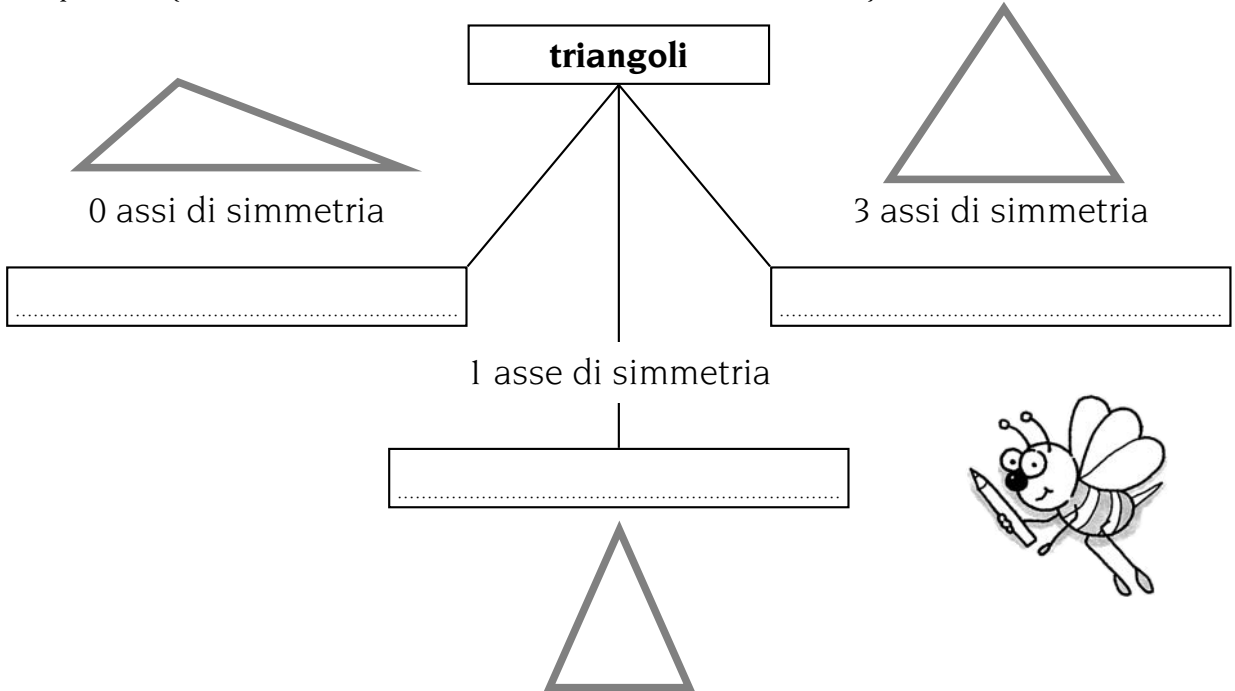 triangoli
0 assi di simmetria
3 assi di simmetria
1 asse di simmetria